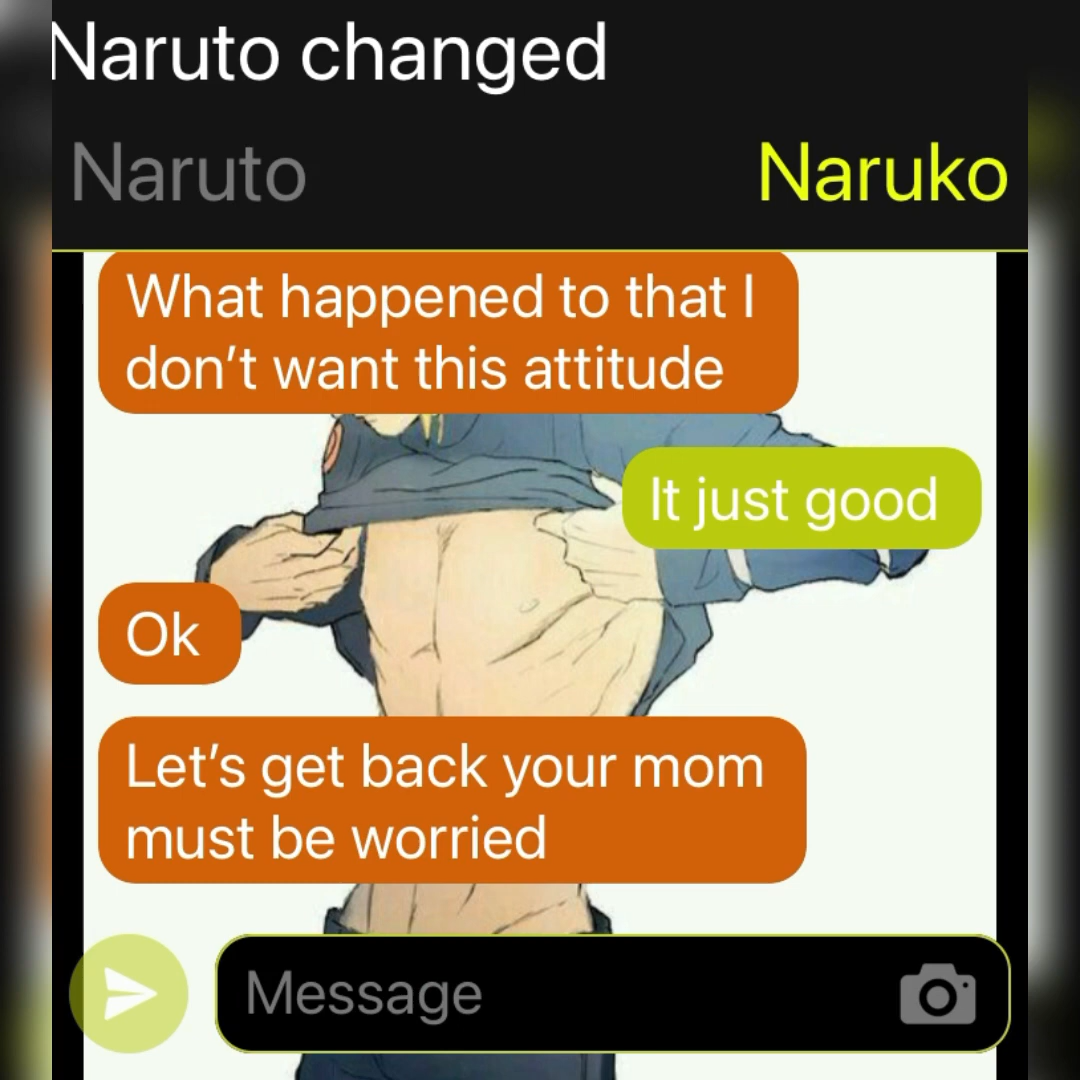 Naruto changed
Naruto
Naruko
What happened to that I
don’t want this attitude
It just good
Ok
Let’s get back your mom
must be worried
Message